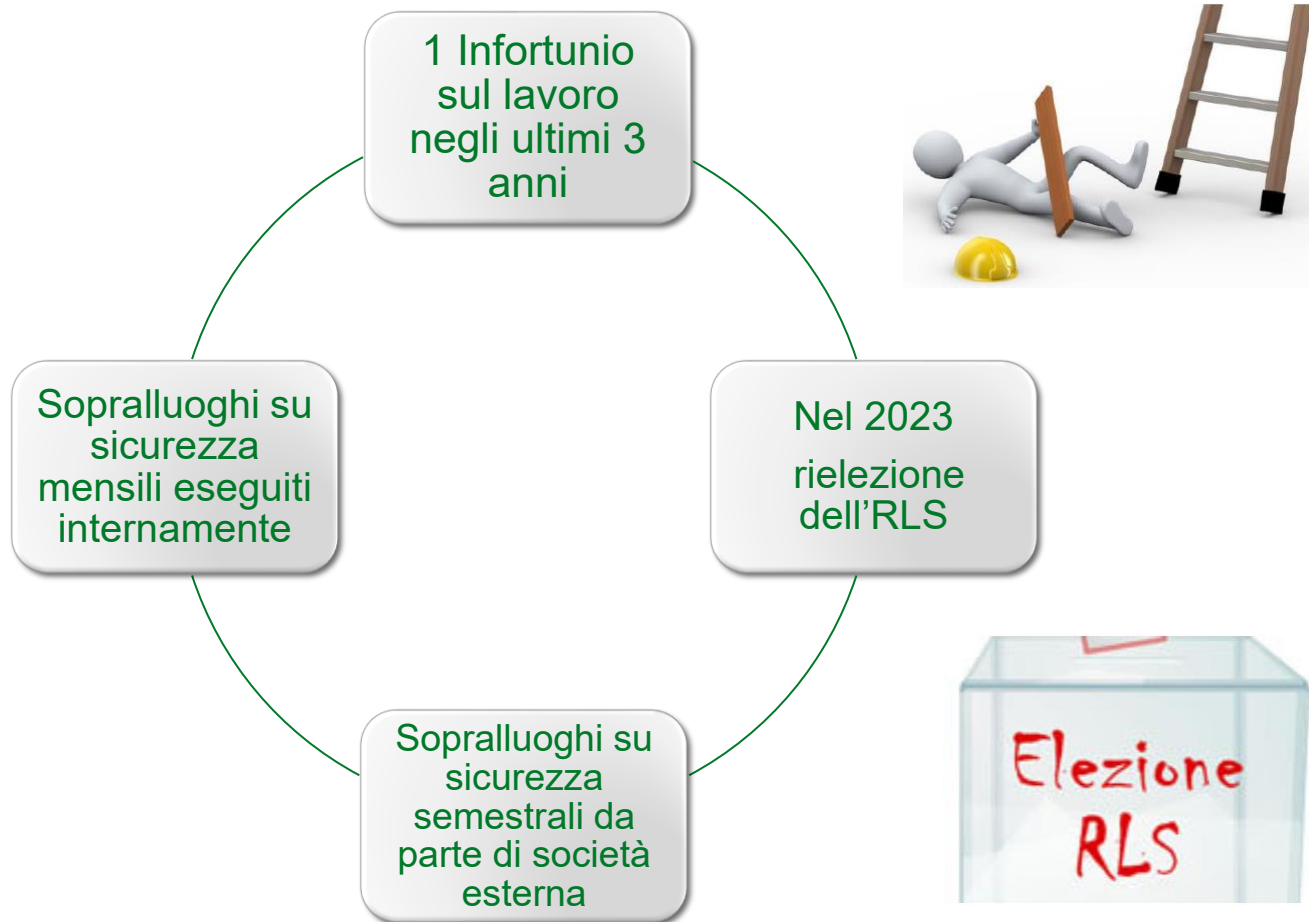 1 Infortunio
sul lavoro
negli ultimi 3
anni
Nel 2023
rielezione
dell’RLS
Sopralluoghi su
sicurezza
mensili eseguiti
internamente
Sopralluoghi su
sicurezza
semestrali da
parte di società
esterna
Elezione
RLS